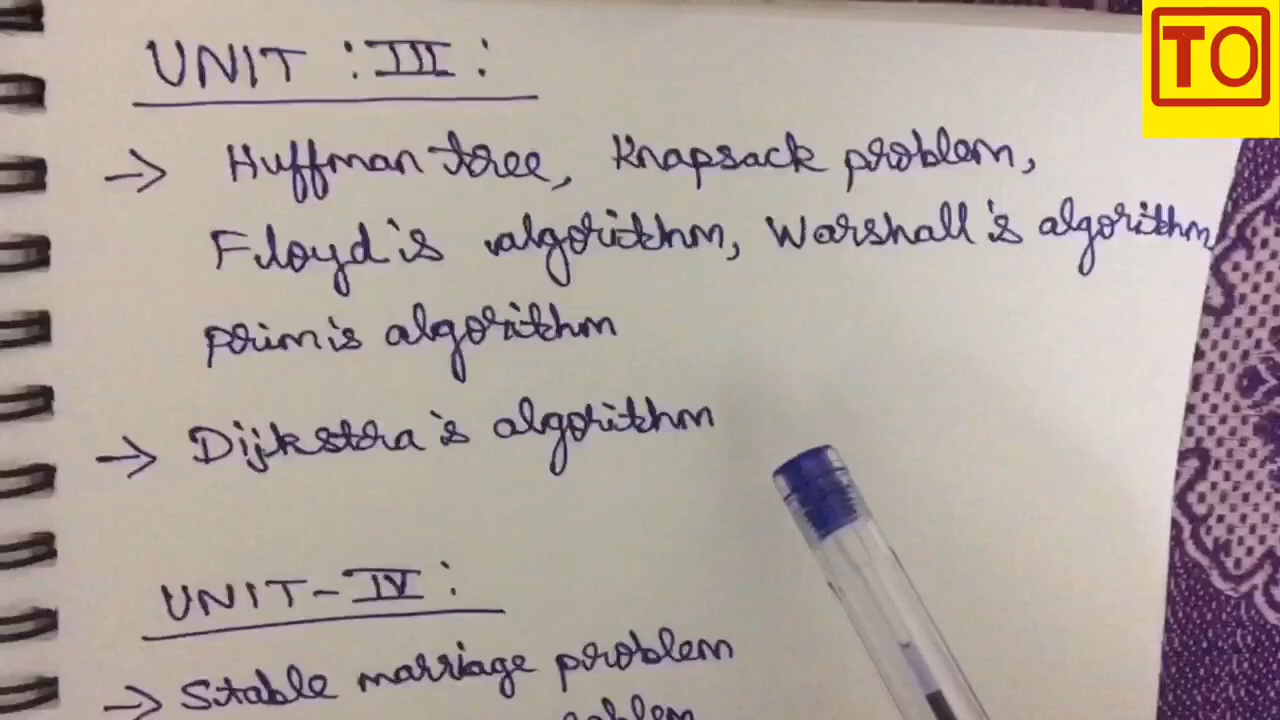 TO
UNIT : III :
→ Huffman tree, Knapsack problem,
Floyd's algorithm, Warshall's algorithm
prim's algorithm
→ Dijkstra's algorithm
UNIT - IV :
→ Stable marriage problem